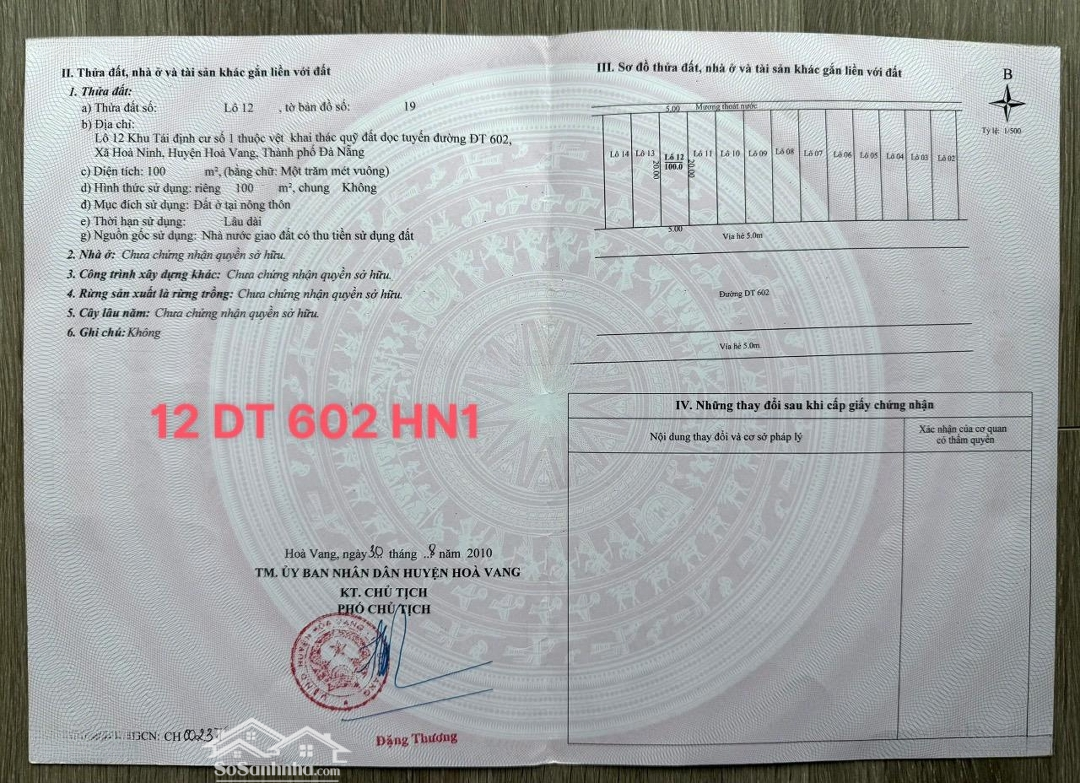 II. Thửa đất, nhà ở và tài sản khác gắn liền với đất
1. Thửa đất:
a) Thửa đất số: Lô 12 , tờ bản đồ số: 19
b) Địa chỉ:
Lô 12 Khu Tái định cư số 1 thuộc vệt khai thác quỹ đất dọc tuyến đường ĐT 602,
Xã Hoà Ninh, Huyện Hoà Vang, Thành phố Đà Nẵng
c) Diện tích: 100 m², (bằng chữ: Một trăm mét vuông)
d) Hình thức sử dụng: riêng 100 m², chung Không
đ) Mục đích sử dụng: Đất ở tại nông thôn
e) Thời hạn sử dụng: Lâu dài
g) Nguồn gốc sử dụng: Nhà nước giao đất có thu tiền sử dụng đất
2. Nhà ở: Chưa chứng nhận quyền sở hữu.
3. Công trình xây dựng khác: Chưa chứng nhận quyền sở hữu.
4. Rừng sản xuất là rừng trồng: Chưa chứng nhận quyền sở hữu.
5. Cây lâu năm: Chưa chứng nhận quyền sở hữu.
6. Ghi chú: Không
12 DT 602 HN1
Hoà Vang, ngày 30 tháng .8 năm 2010
TM. ỦY BAN NHÂN DÂN HUYỆN HOÀ VANG
KT. CHỦ TỊCH
PHÓ CHỦ TỊCH
Đặng Thương
GCN: CH 0023
SoSanhnha.com
III. Sơ đồ thửa đất, nhà ở và tài sản khác gắn liền với đất
B
Tỷ lệ: 1/500
5.00 Mương thoát nước
Lô 14 Lô 13 Lô 12 Lô 11 Lô 10 Lô 09 Lô 08 Lô 07 Lô 06 Lô 05 Lô 04 Lô 03 Lô 02
20.00 100.0 20.00
5.00
Vỉa hè 5.0m
Đường DT 602
Vỉa hè 5.0m
IV. Những thay đổi sau khi cấp giấy chứng nhận
Nội dung thay đổi và cơ sở pháp lý
Xác nhận của cơ quan
có thẩm quyền